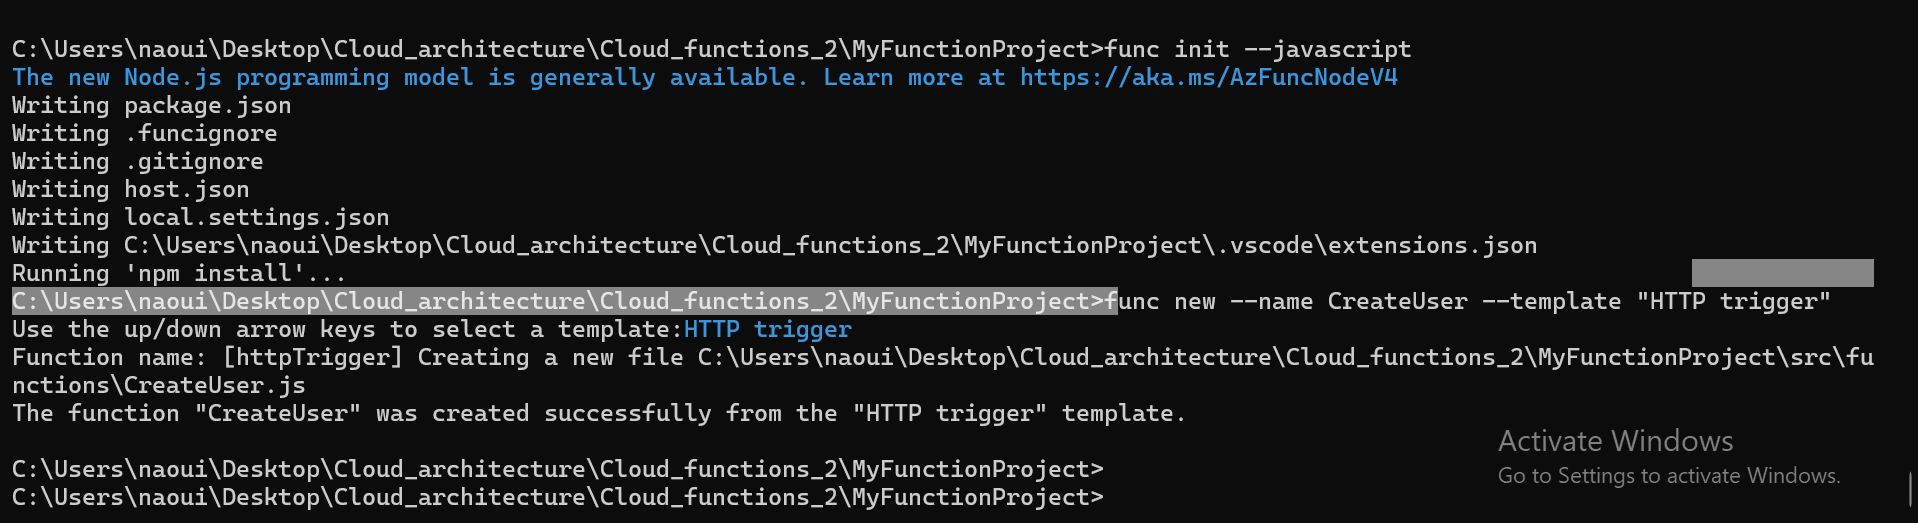 C:\Users\naoui\Desktop\Cloud_architecture\Cloud_functions_2\MyFunctionProject>func init --javascript
The new Node.js programming model is generally available. Learn more at https://aka.ms/AzFuncNodeV4
Writing package.json
Writing .funcignore
Writing .gitignore
Writing host.json
Writing local.settings.json
Writing C:\Users\naoui\Desktop\Cloud_architecture\Cloud_functions_2\MyFunctionProject\.vscode\extensions.json
Running 'npm install'...
C:\Users\naoui\Desktop\Cloud_architecture\Cloud_functions_2\MyFunctionProject>func new --name CreateUser --template "HTTP trigger"
Use the up/down arrow keys to select a template:HTTP trigger
Function name: [httpTrigger] Creating a new file C:\Users\naoui\Desktop\Cloud_architecture\Cloud_functions_2\MyFunctionProject\src\fu
nctions\CreateUser.js
The function "CreateUser" was created successfully from the "HTTP trigger" template.
C:\Users\naoui\Desktop\Cloud_architecture\Cloud_functions_2\MyFunctionProject>
C:\Users\naoui\Desktop\Cloud_architecture\Cloud_functions_2\MyFunctionProject>
Activate Windows
Go to Settings to activate Windows.